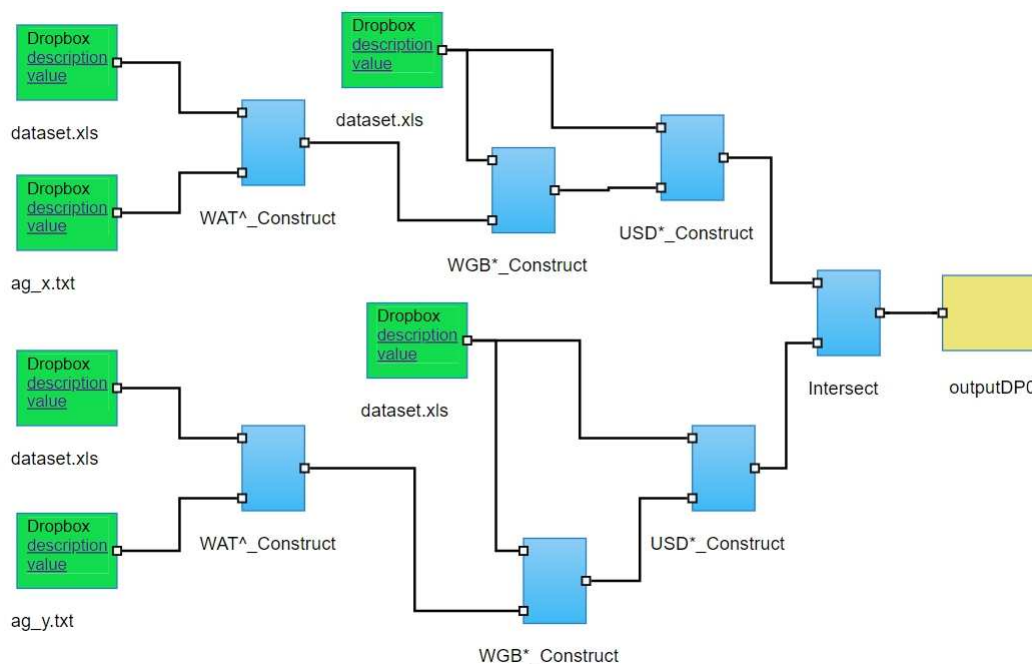 Dropbox
description
value
dataset.xls
Dropbox
description
value
ag_x.txt
WAT^_Construct
Dropbox
description
value
dataset.xls
WGB*_Construct
USD*_Construct
Dropbox
description
value
dataset.xls
Intersect
outputDP0
Dropbox
description
value
dataset.xls
Dropbox
description
value
ag_y.txt
WAT^_Construct
USD*_Construct
WGB*_Construct